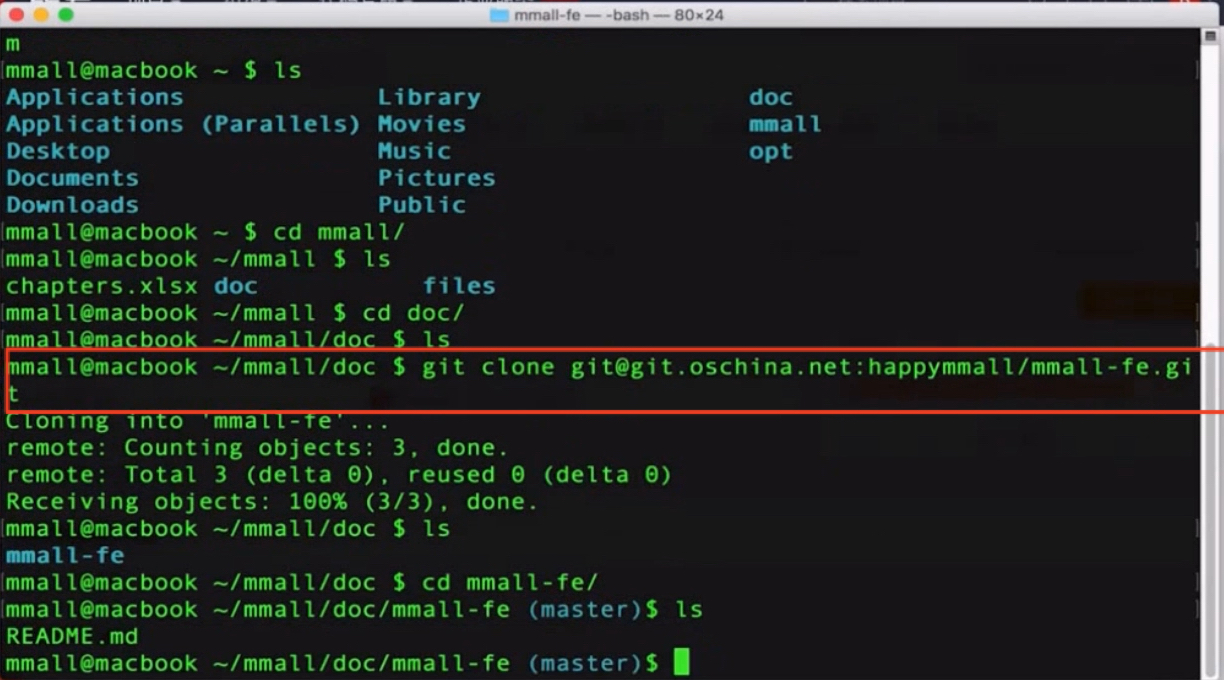 mmall-fe — -bash — 80×24
m
mmall@macbook ~ $ ls
Applications Library doc
Applications (Parallels) Movies mmall
Desktop Music opt
Documents Pictures
Downloads Public
mmall@macbook ~ $ cd mmall/
mmall@macbook ~/mmall $ ls
chapters.xlsx doc files
mmall@macbook ~/mmall $ cd doc/
mmall@macbook ~/mmall/doc $ ls
mmall@macbook ~/mmall/doc $ git clone git@git.oschina.net:happymmall/mmall-fe.gi
t
Cloning into 'mmall-fe'...
remote: Counting objects: 3, done.
remote: Total 3 (delta 0), reused 0 (delta 0)
Receiving objects: 100% (3/3), done.
mmall@macbook ~/mmall/doc $ ls
mmall-fe
mmall@macbook ~/mmall/doc $ cd mmall-fe/
mmall@macbook ~/mmall/doc/mmall-fe (master)$ ls
README.md
mmall@macbook ~/mmall/doc/mmall-fe (master)$